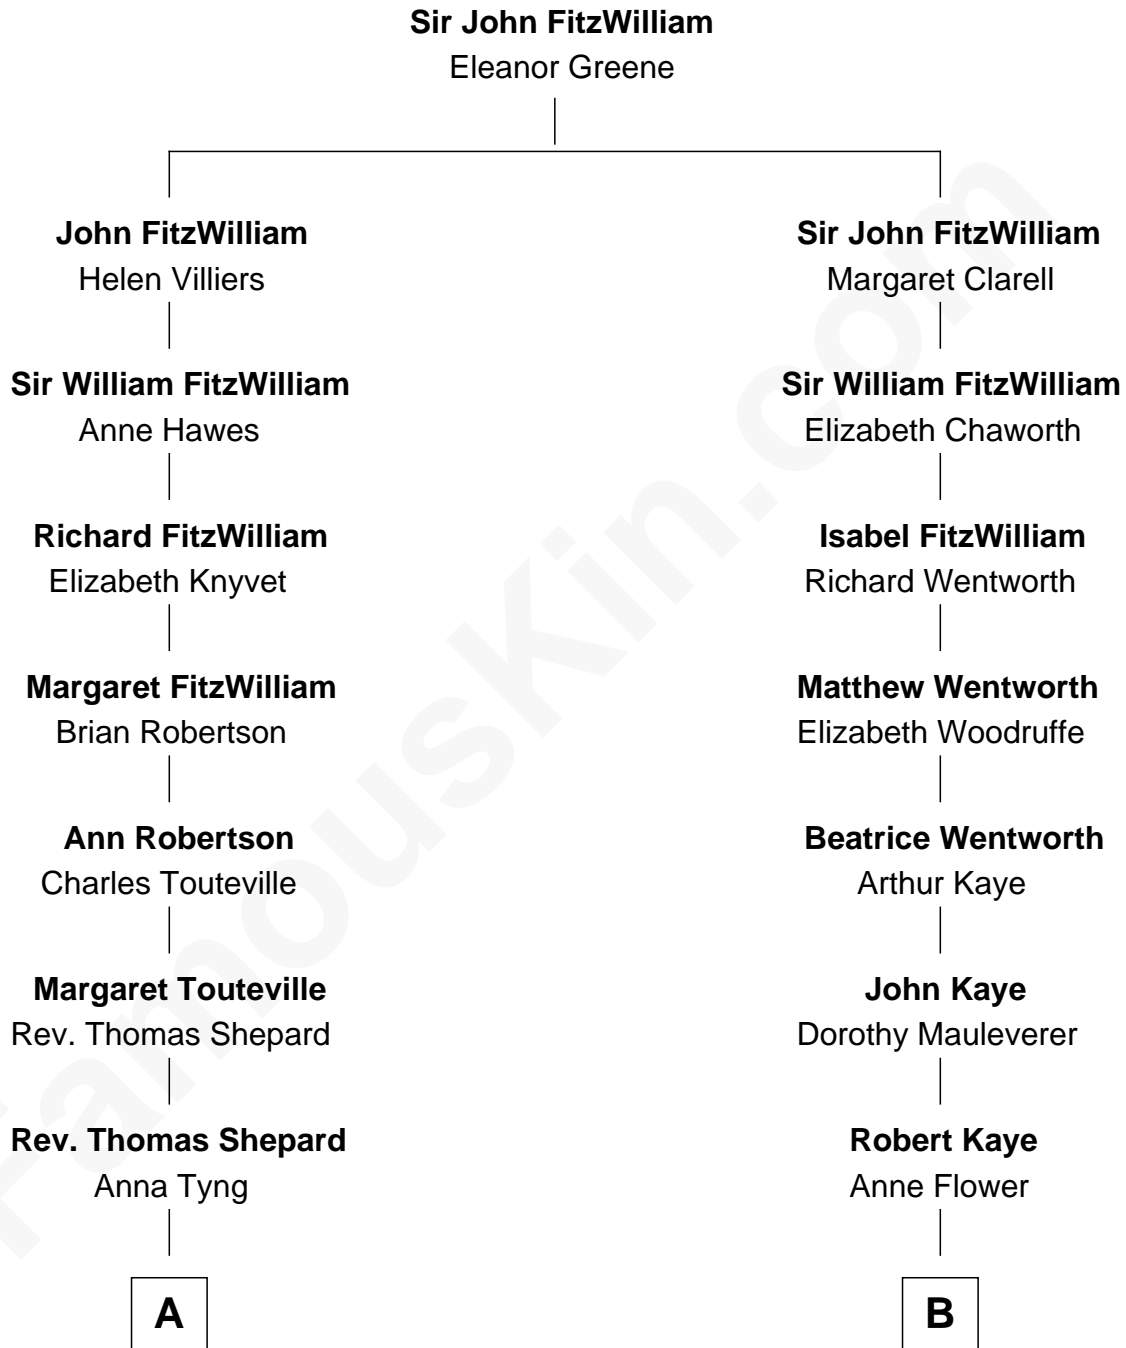 Sir John FitzWilliam
Eleanor Greene
John FitzWilliam
Helen Villiers
Sir William FitzWilliam
Anne Hawes
Richard FitzWilliam
Elizabeth Knyvet
Margaret FitzWilliam
Brian Robertson
Ann Robertson
Charles Touteville
Margaret Touteville
Rev. Thomas Shepard
Rev. Thomas Shepard
Anna Tyng
A
Sir John FitzWilliam
Margaret Clarell
Sir William FitzWilliam
Elizabeth Chaworth
Isabel FitzWilliam
Richard Wentworth
Matthew Wentworth
Elizabeth Woodruffe
Beatrice Wentworth
Arthur Kaye
John Kaye
Dorothy Mauleverer
Robert Kaye
Anne Flower
B
FamousKin.com